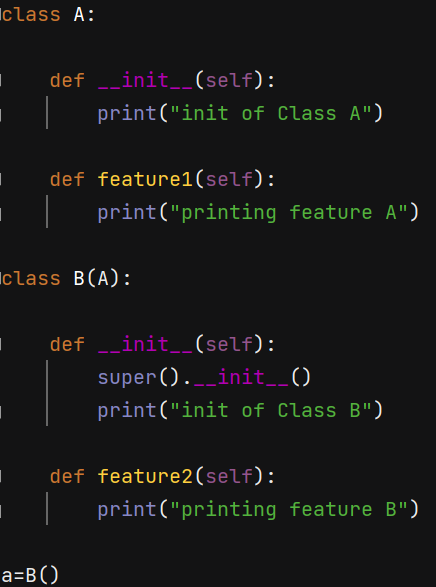 class A:
def __init__(self):
print("init of Class A")
def feature1(self):
print("printing feature A")
class B(A):
def __init__(self):
super().__init__()
print("init of Class B")
def feature2(self):
print("printing feature B")
a=B()